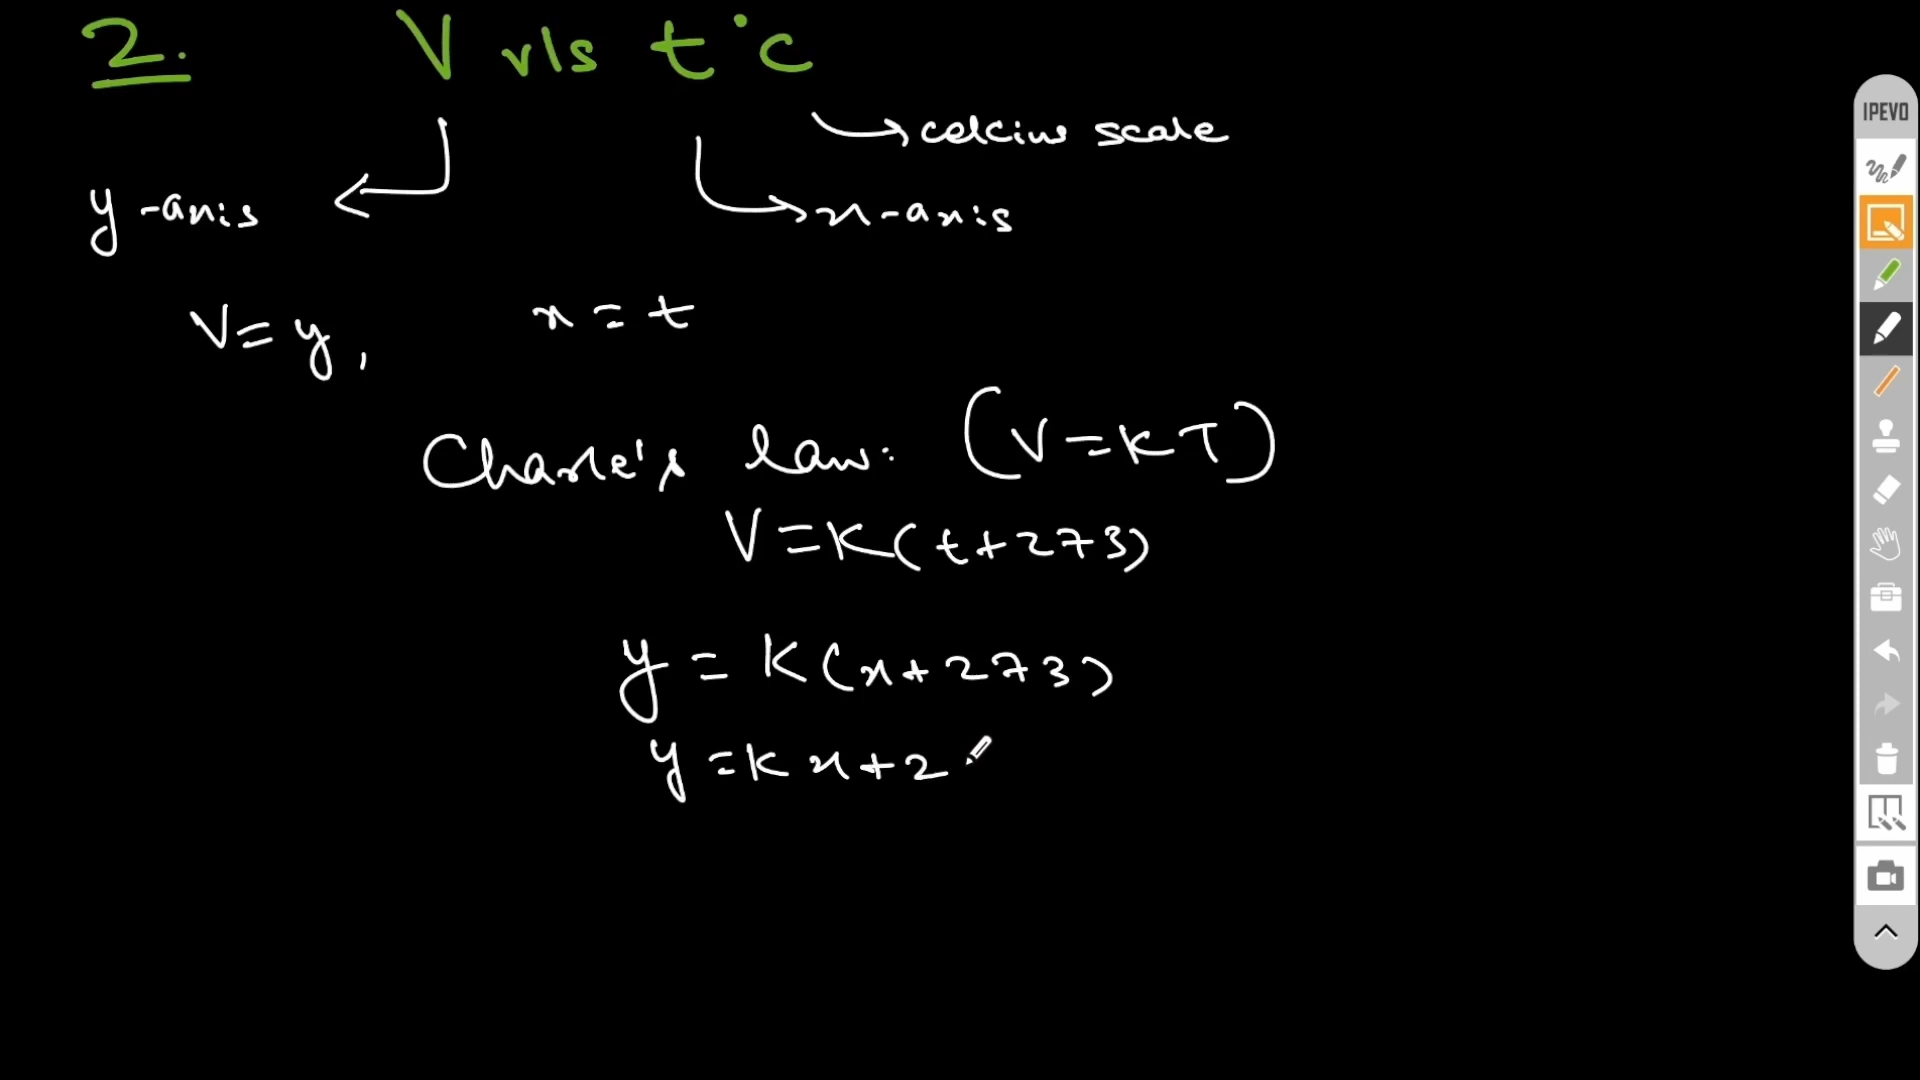 2. V v/s t°c
celcius scale
y-axis
x-axis
V=y,
x=t
Charle's law: (V=KT)
V=K(t+273)
y=K(x+273)
y=Kx+2
IPEVO